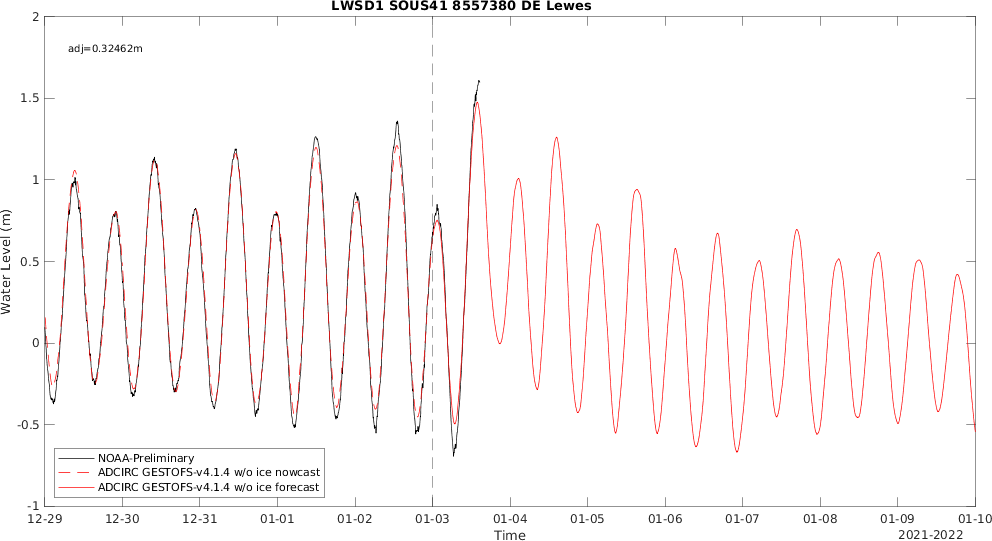 LWSD1 SOUS41 8557380 DE Lewes
adj=0.32462m
2
1.5
1
0.5
0
-0.5
-1
Water Level (m)
NOAA-Preliminary
ADCIRC GESTOFS-v4.1.4 w/o ice nowcast
ADCIRC GESTOFS-v4.1.4 w/o ice forecast
12-29 12-30 12-31 01-01 01-02 01-03 01-04 01-05 01-06 01-07 01-08 01-09 01-10
Time
2021-2022